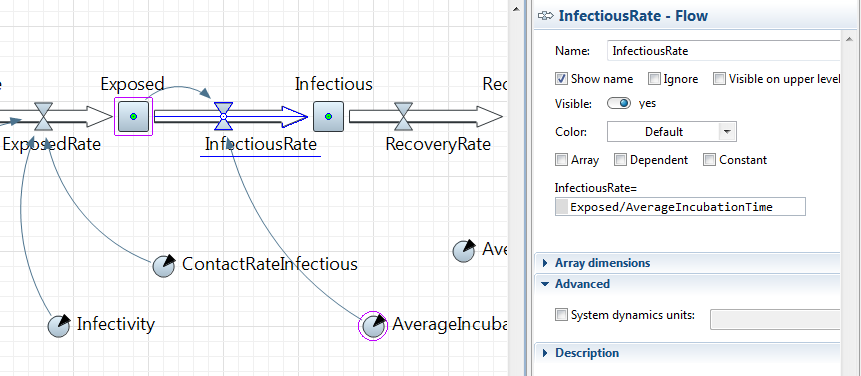 Exposed
Infectious
Rec
e
ExposedRate
InfectiousRate
RecoveryRate
ContactRateInfectious
Ave
Infectivity
AverageIncuba
InfectiousRate - Flow
Name: InfectiousRate
Show name Ignore Visible on upper level
Visible: yes
Color: Default
Array Dependent Constant
InfectiousRate=
Exposed/AverageIncubationTime
Array dimensions
Advanced
System dynamics units:
Description